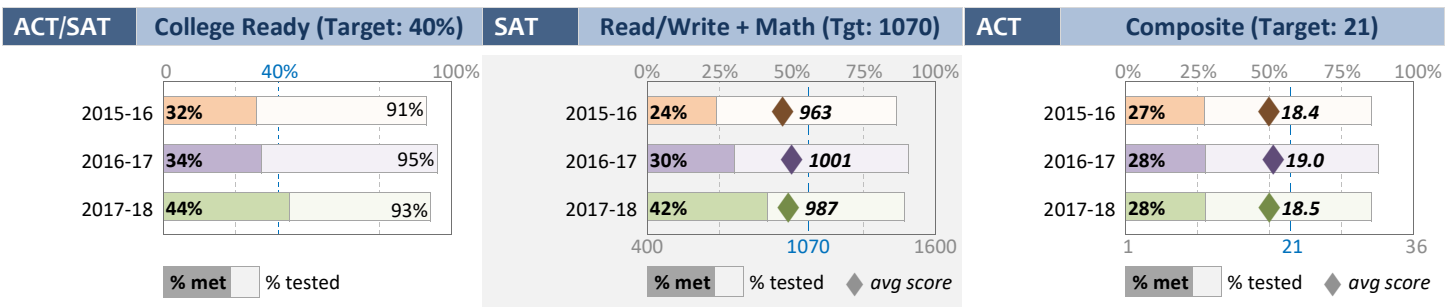 ACT/SAT College Ready (Target: 40%)
0 40% 100%
2015-16 32% 91%
2016-17 34% 95%
2017-18 44% 93%
% met % tested
SAT Read/Write + Math (Tgt: 1070)
0% 25% 50% 75% 100%
2015-16 24% 963
2016-17 30% 1001
2017-18 42% 987
400 1070 1600
% met % tested avg score
ACT Composite (Target: 21)
0% 25% 50% 75% 100%
2015-16 27% 18.4
2016-17 28% 19.0
2017-18 28% 18.5
1 21 36
% met % tested avg score